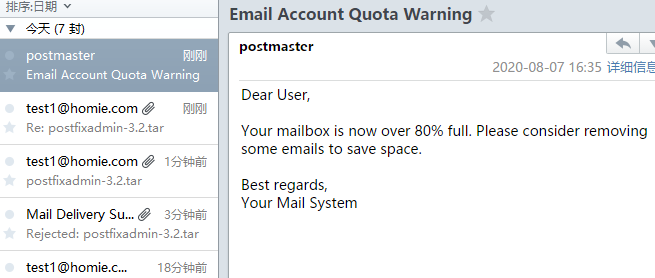 排序:日期
今天 (7 封)
postmaster 刚刚
Email Account Quota Warning
test1@homie.com 刚刚
Re: postfixadmin-3.2.tar
test1@homie.com 1分钟前
postfixadmin-3.2.tar
Mail Delivery Su... 3分钟前
Rejected: postfixadmin-3.2.tar
test1@homie.c... 18分钟前
Email Account Quota Warning
postmaster
2020-08-07 16:35 详细信息
Dear User,
Your mailbox is now over 80% full. Please consider removing
some emails to save space.
Best regards,
Your Mail System